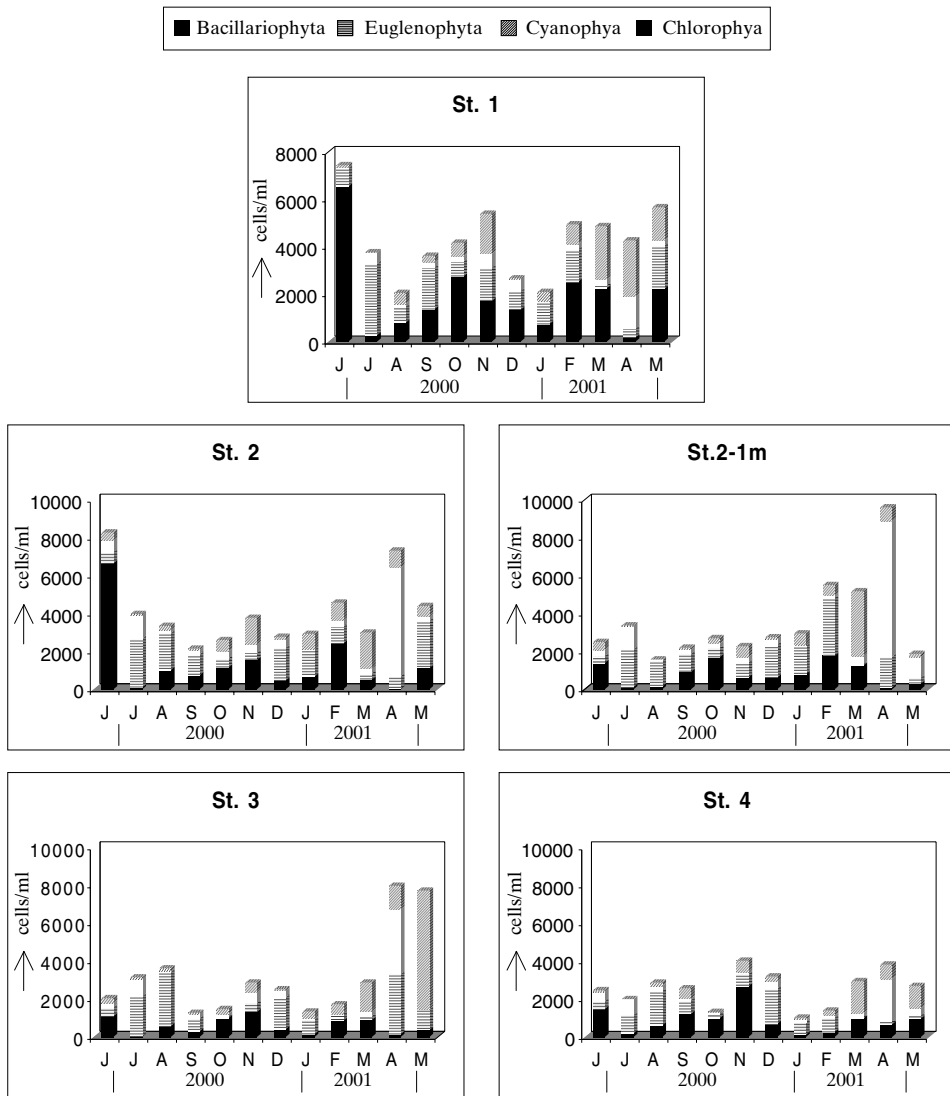 Bacillariophyta Euglenophyta Cyanophya Chlorophya
St. 1
cells/ml
8000
6000
4000
2000
0
J J A S O N D J F M A M
2000 2001
St. 2
cells/ml
10000
8000
6000
4000
2000
0
J J A S O N D J F M A M
2000 2001
St.2-1m
cells/ml
10000
8000
6000
4000
2000
0
J J A S O N D J F M A M
2000 2001
St. 3
cells/ml
10000
8000
6000
4000
2000
0
J J A S O N D J F M A M
2000 2001
St. 4
cells/ml
10000
8000
6000
4000
2000
0
J J A S O N D J F M A M
2000 2001